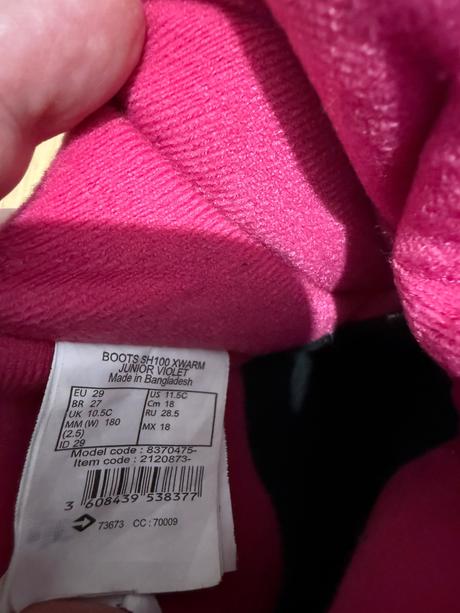 BOOTS SH100 XWARM
JUNIOR VIOLET
Made in Bangladesh
EU 29 US 11.5C
BR 27 Cm 18
UK 10.5C RU 28.5
MM (W) 180 MX 18
(2.5)
ID 29
Model code : 8370475-
Item code : 2120873-
3 608439 538377
73673 CC : 70009